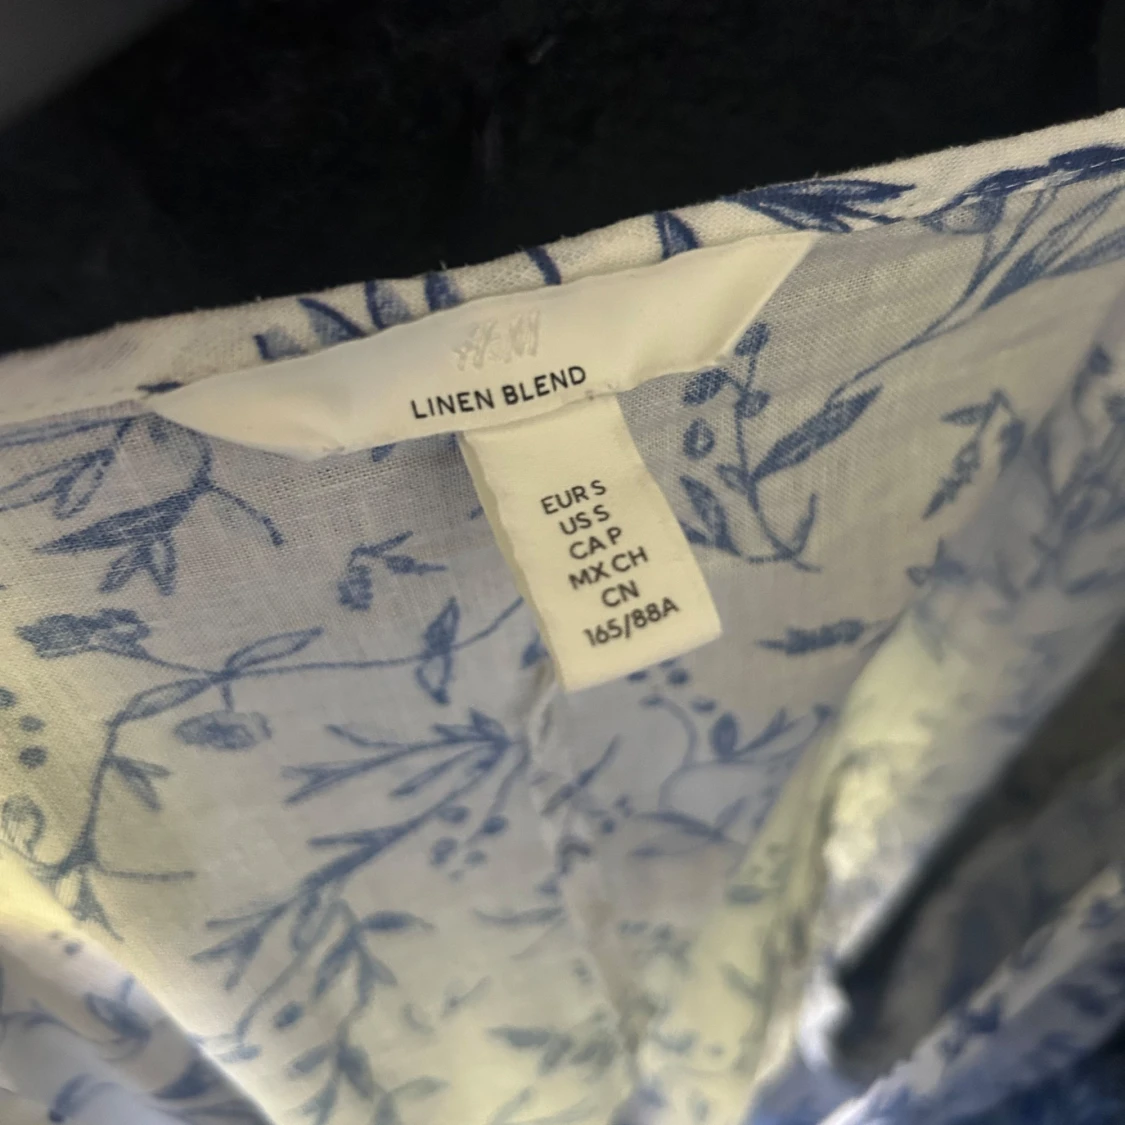 H&M
LINEN BLEND
EUR S
US S
CA P
MX CH
CN
165/88A